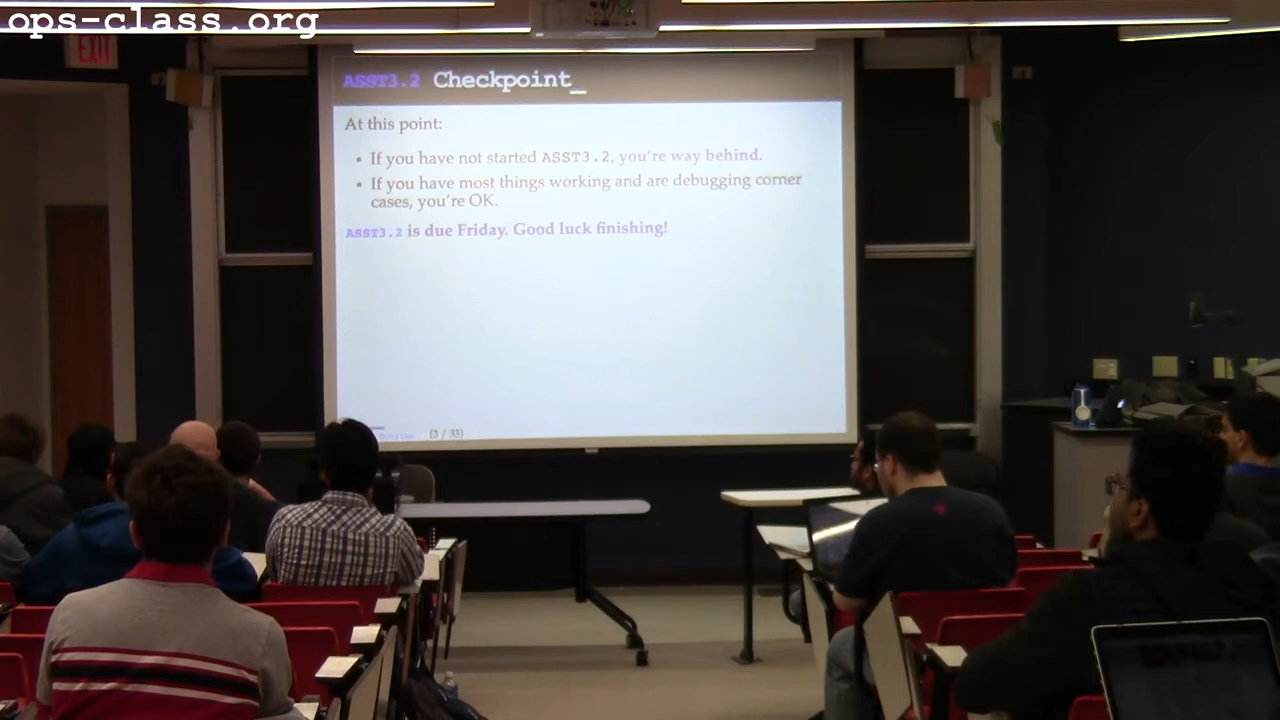 ops-class.org
EXIT
ASST3.2 Checkpoint_
At this point:
• If you have not started ASST3.2, you're way behind.
• If you have most things working and are debugging corner
cases, you're OK.
ASST3.2 is due Friday. Good luck finishing!
(3 / 33)